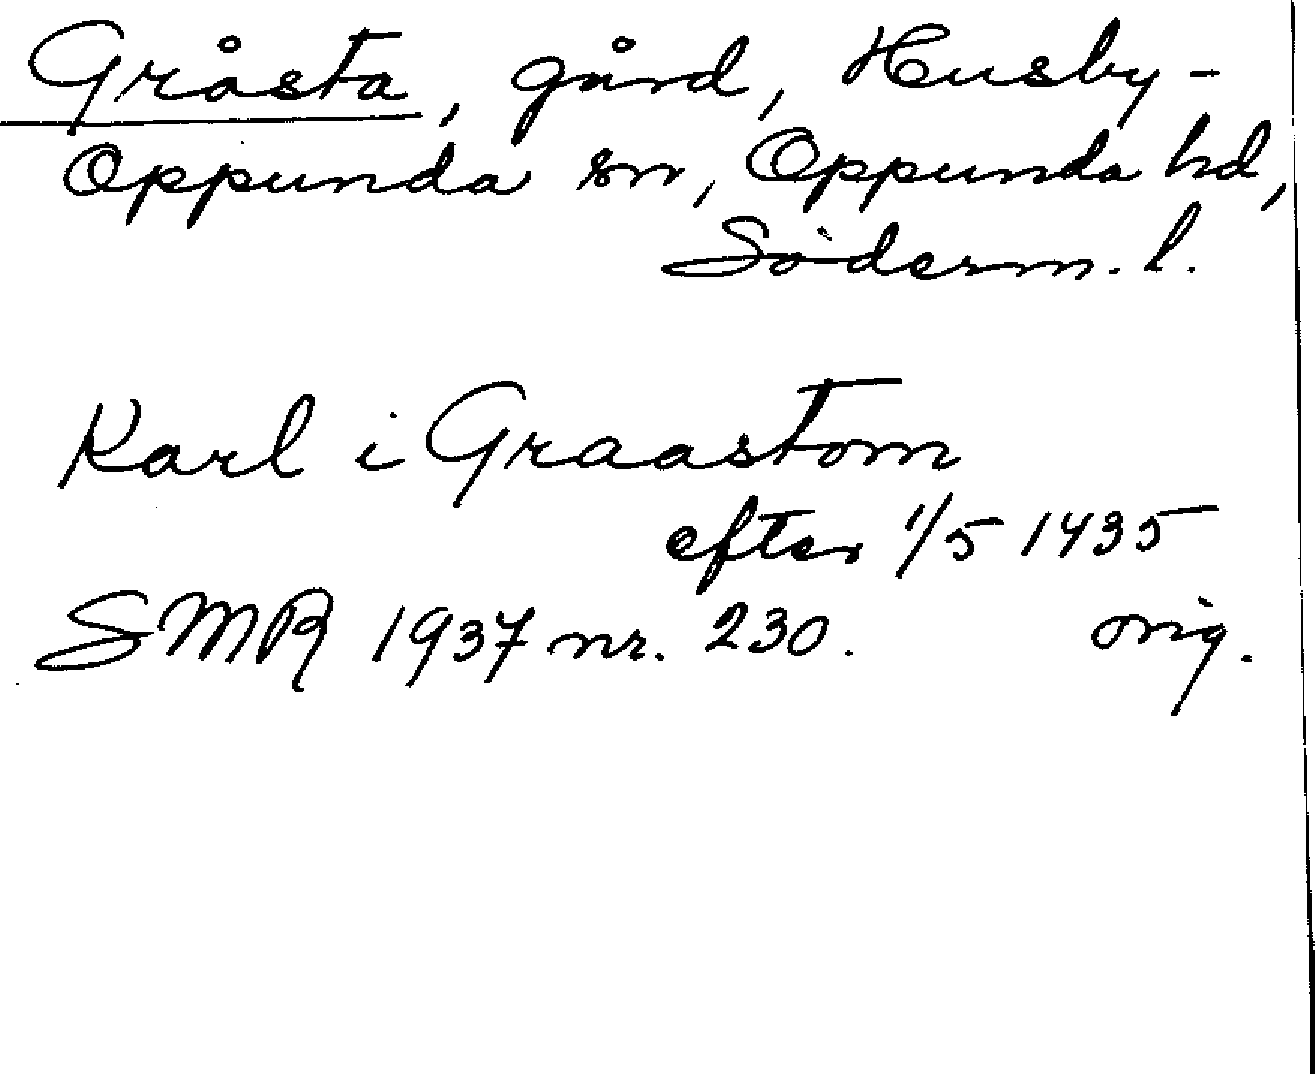 Gråsta, gård, Husby-
Oppunda sn, Oppunda hd,
Söderm. l.
Karl i Graastom
efter 1/5 1435
SMR 1937 nr. 230. orig.